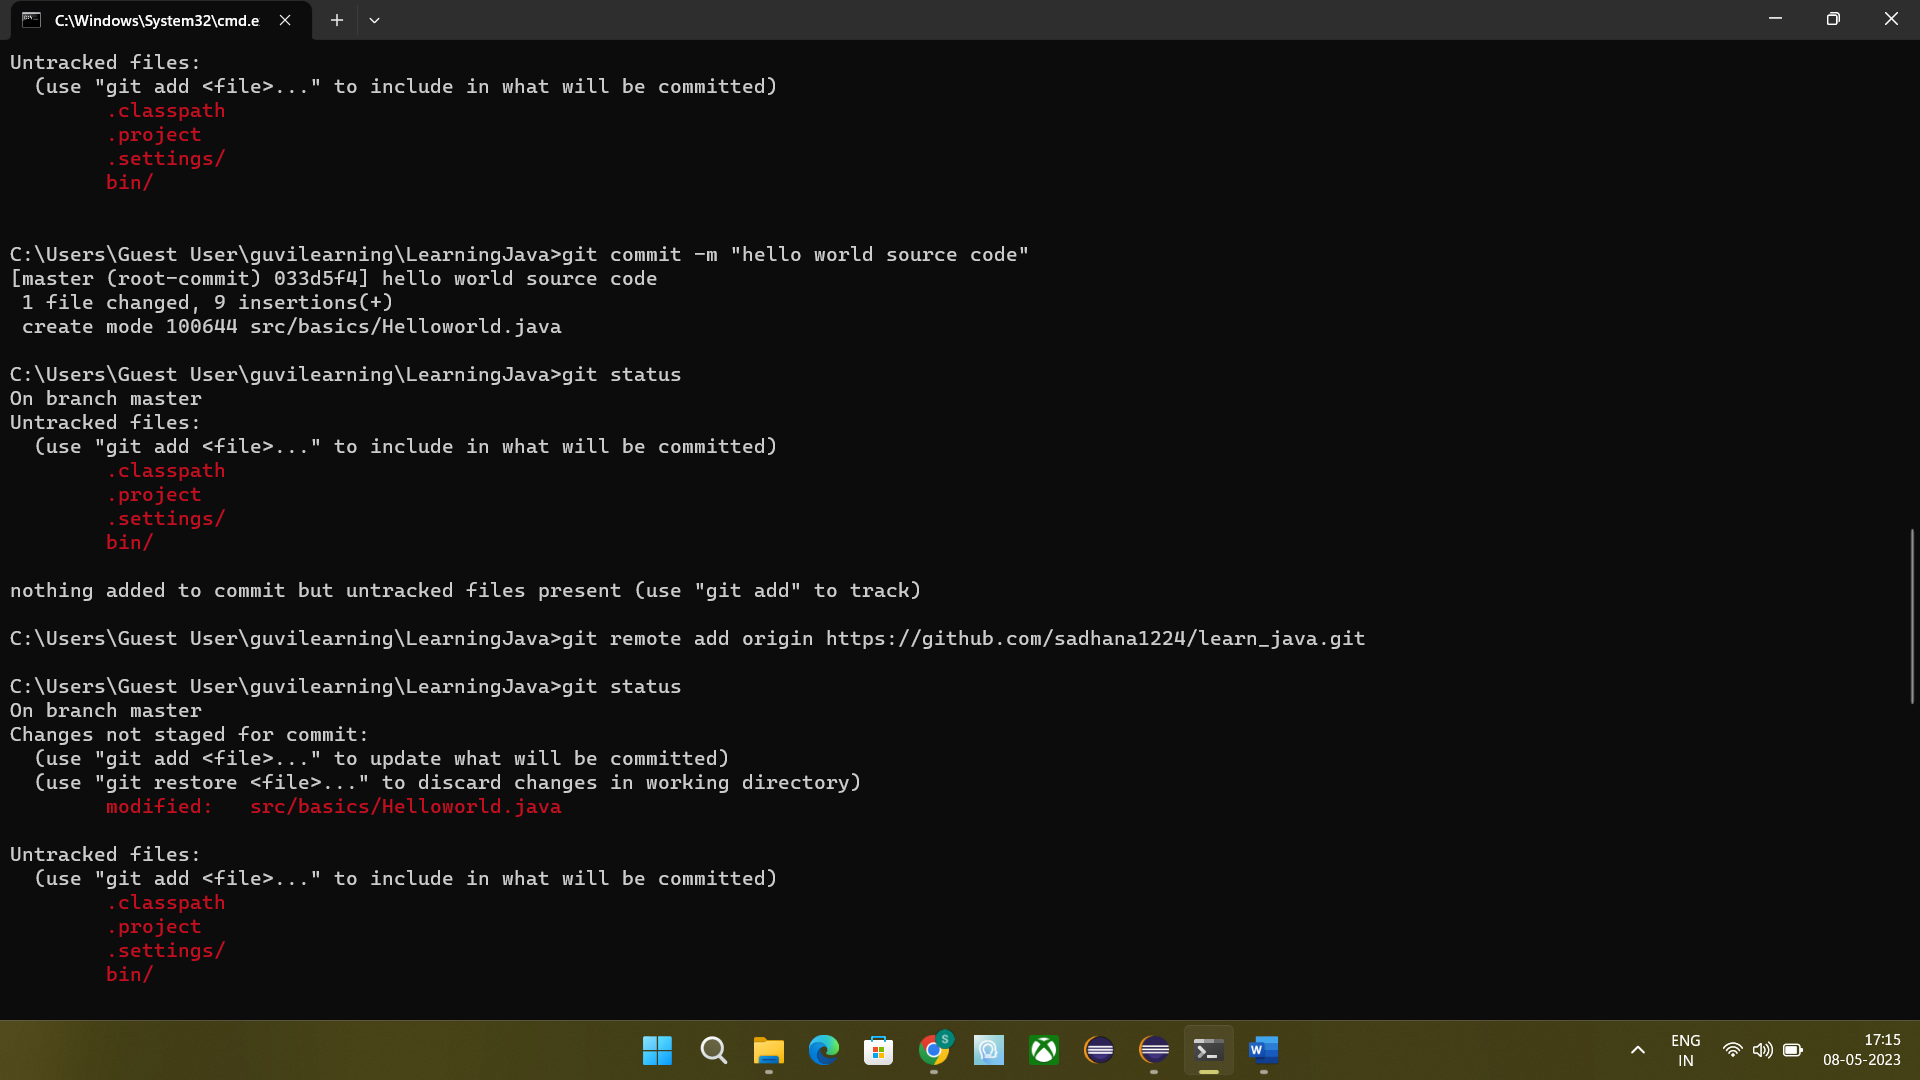 C:\Windows\System32\cmd.e
Untracked files:
  (use "git add <file>..." to include in what will be committed)
        .classpath
        .project
        .settings/
        bin/
C:\Users\Guest User\guvilearning\LearningJava>git commit -m "hello world source code"
[master (root-commit) 033d5f4] hello world source code
 1 file changed, 9 insertions(+)
 create mode 100644 src/basics/Helloworld.java
C:\Users\Guest User\guvilearning\LearningJava>git status
On branch master
Untracked files:
  (use "git add <file>..." to include in what will be committed)
        .classpath
        .project
        .settings/
        bin/
nothing added to commit but untracked files present (use "git add" to track)
C:\Users\Guest User\guvilearning\LearningJava>git remote add origin https://github.com/sadhana1224/learn_java.git
C:\Users\Guest User\guvilearning\LearningJava>git status
On branch master
Changes not staged for commit:
  (use "git add <file>..." to update what will be committed)
  (use "git restore <file>..." to discard changes in working directory)
        modified:   src/basics/Helloworld.java
Untracked files:
  (use "git add <file>..." to include in what will be committed)
        .classpath
        .project
        .settings/
        bin/
S
W
ENG
IN
17:15
08-05-2023